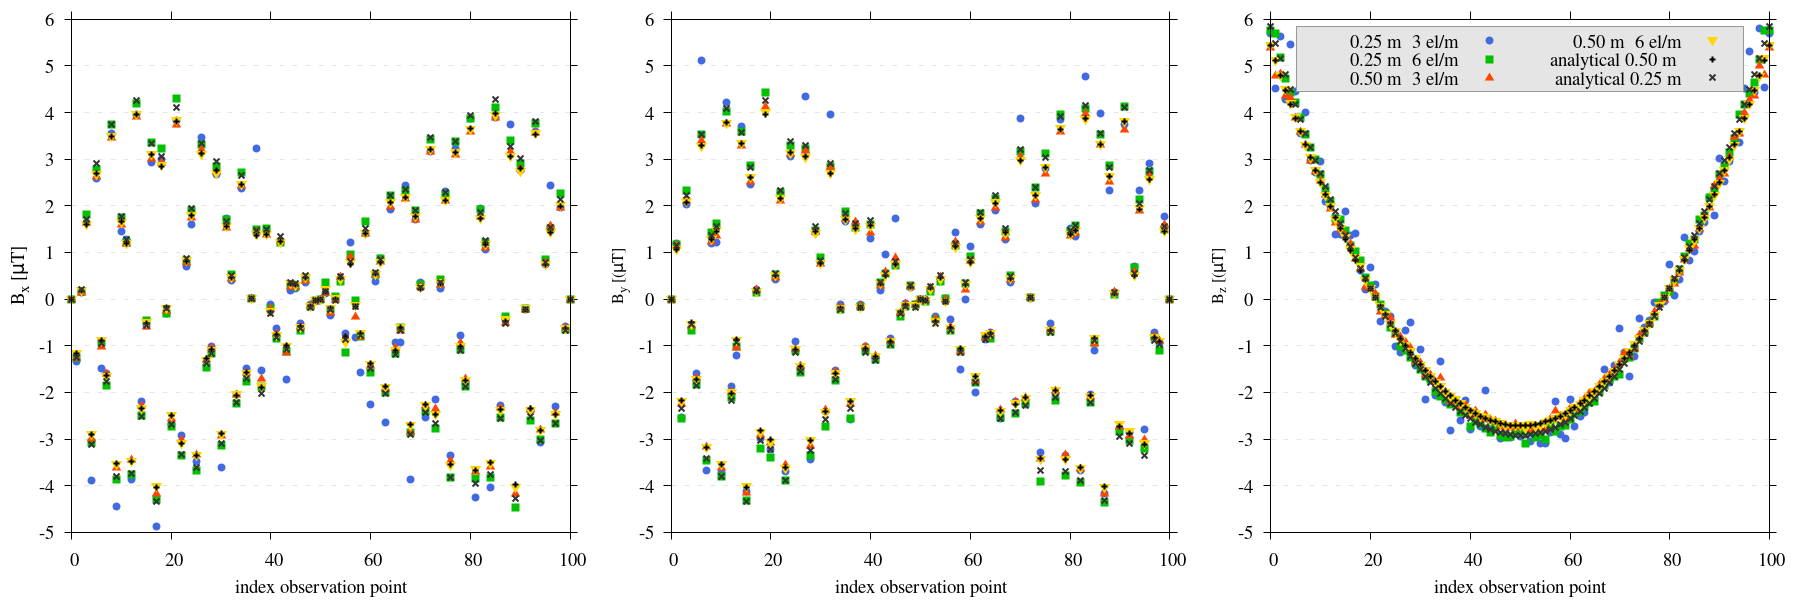 6
5
4
3
2
1
0
-1
-2
-3
-4
-5
B_x [μT]
0 20 40 60 80 100
index observation point
6
5
4
3
2
1
0
-1
-2
-3
-4
-5
B_y [(μT]
0 20 40 60 80 100
index observation point
6
5
4
3
2
1
0
-1
-2
-3
-4
-5
B_z [(μT]
0 20 40 60 80 100
index observation point
0.25 m 3 el/m
0.25 m 6 el/m
0.50 m 3 el/m
0.50 m 6 el/m
analytical 0.50 m
analytical 0.25 m